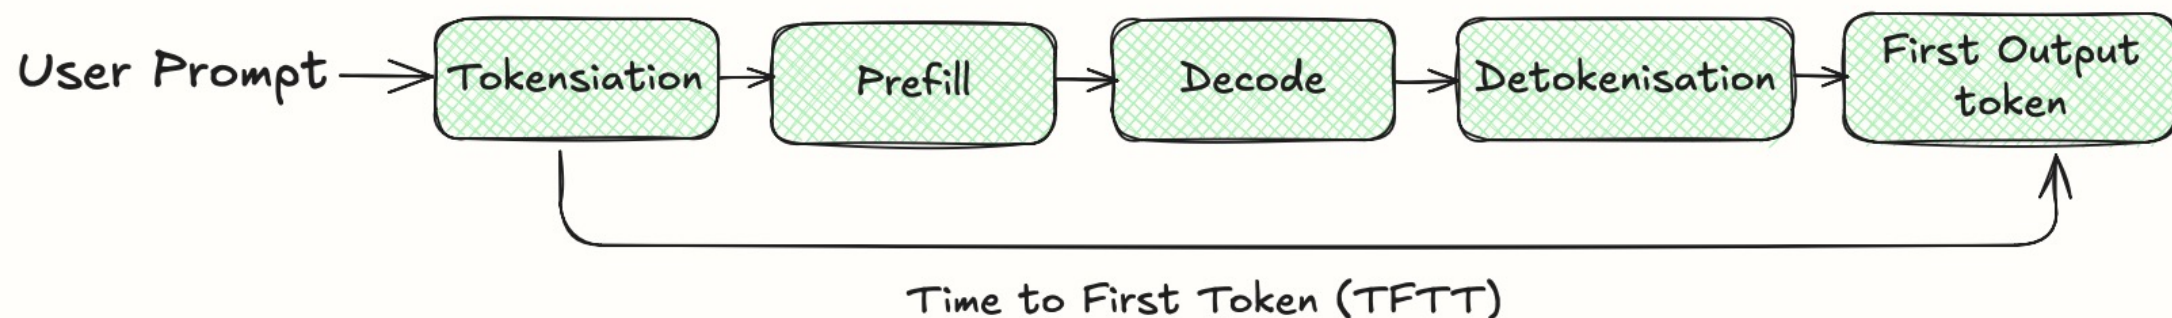 User Prompt
Tokensiation
Prefill
Decode
Detokenisation
First Output
token
Time to First Token (TFTT)